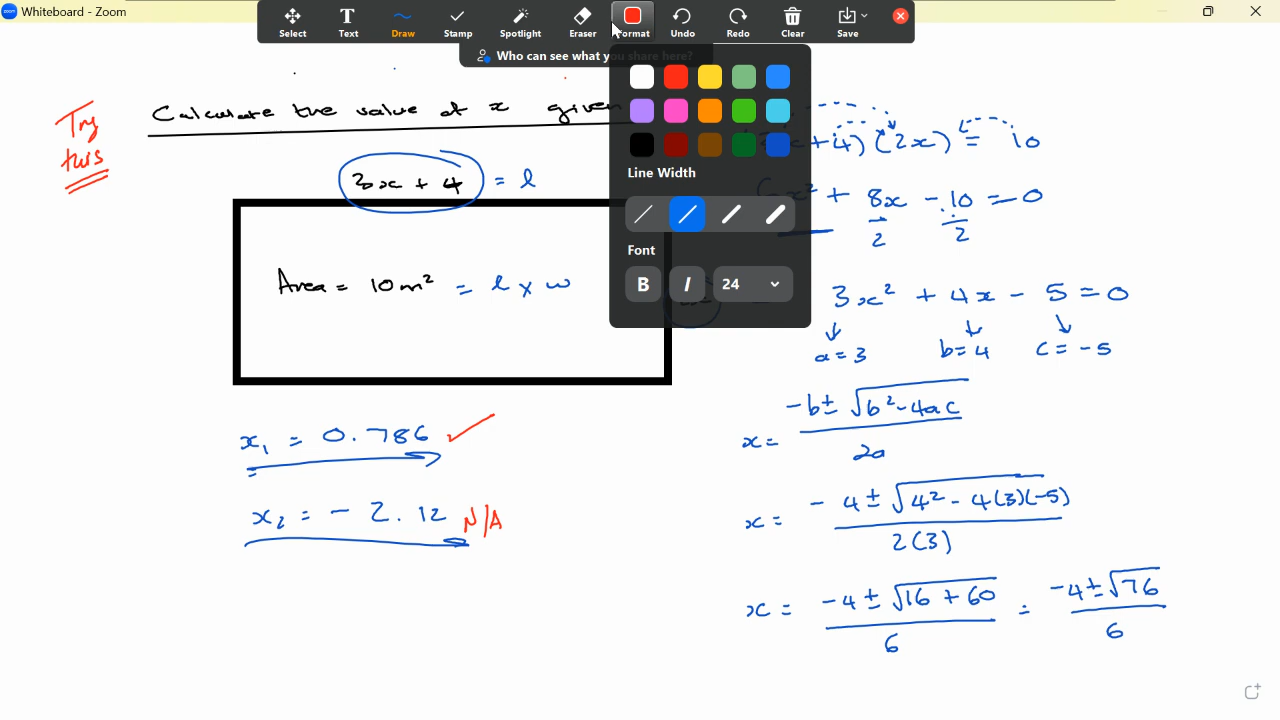 Whiteboard - Zoom
Select Text Draw Stamp Spotlight Eraser Format Undo Redo Clear Save
Who can see what you share here?
Line Width
Font
B I 24
Try
this
Calculate the value of x given
3x + 4 = l
Area = 10m² = l x w
x₁ = 0.786
x₂ = - 2.12 N/A
x+4) (2x) = 10
6x² + 8x - 10 = 0
2 2
3x² + 4x - 5 = 0
a = 3 b = 4 c = -5
x = -b ± √b² - 4ac / 2a
x = - 4 ± √4² - 4(3)(-5) / 2(3)
x = -4 ± √16 + 60 / 6 = -4 ± √76 / 6